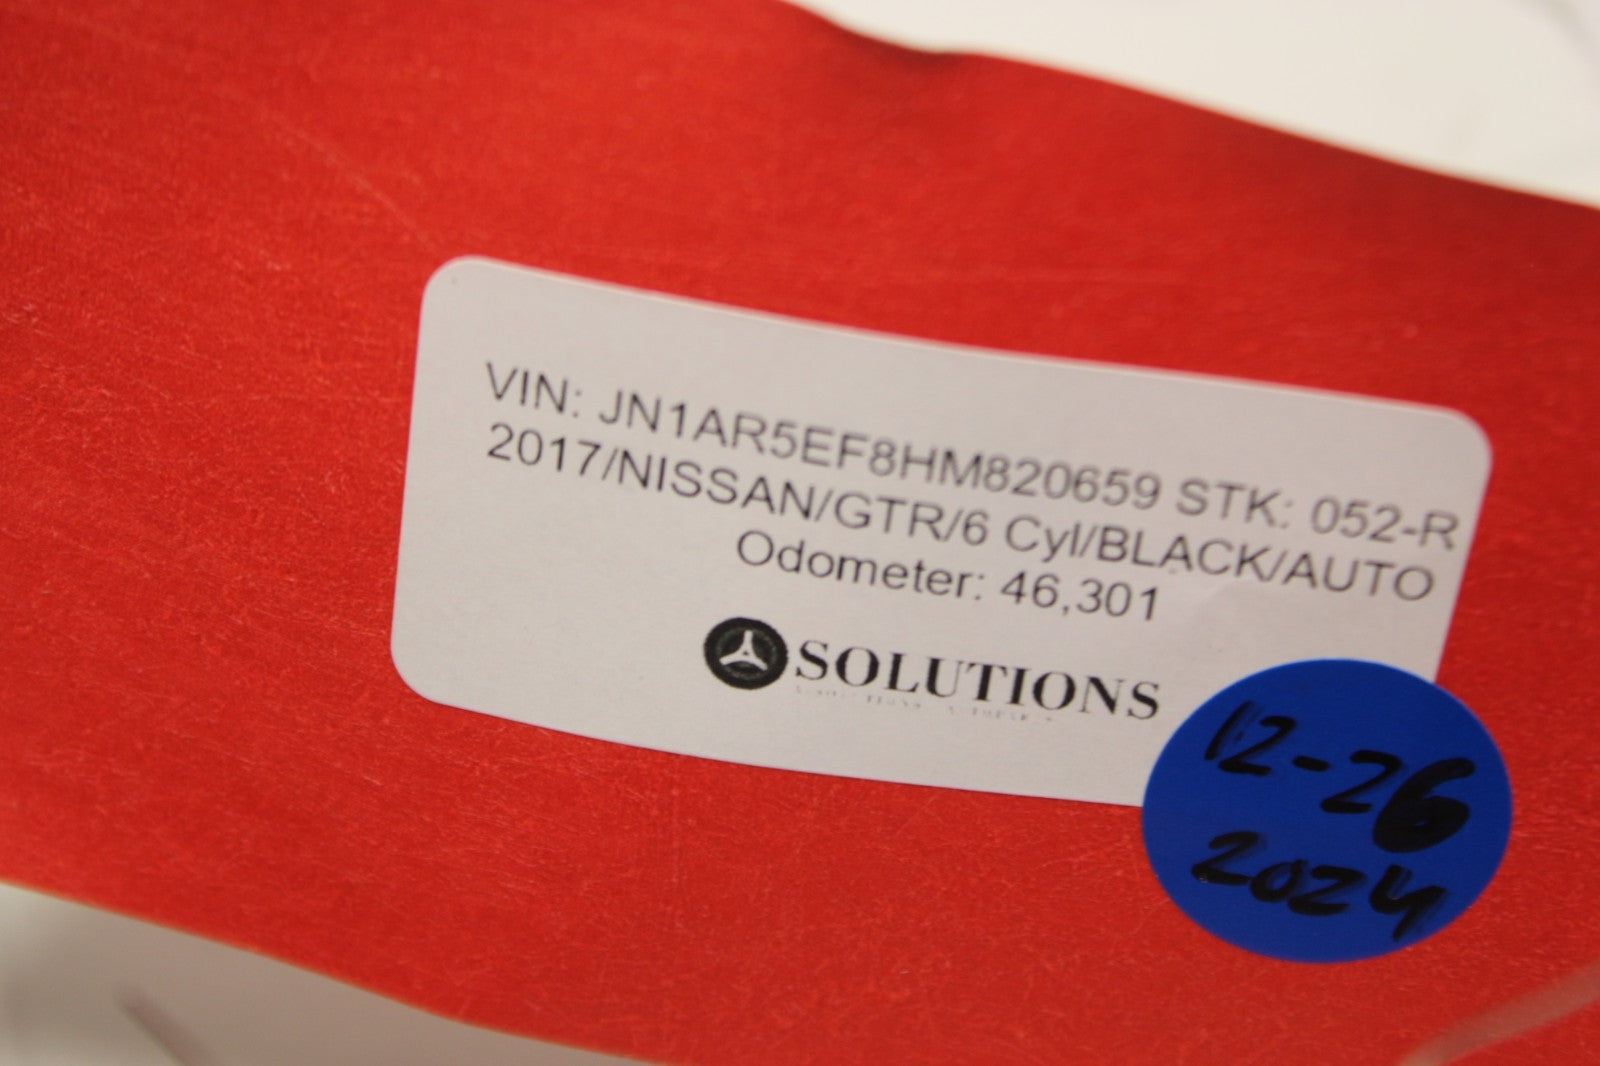 VIN: JN1AR5EF8HM820659 STK: 052-R
2017/NISSAN/GTR/6 Cyl/BLACK/AUTO
Odometer: 46,301
SOLUTIONS
12-26
2024